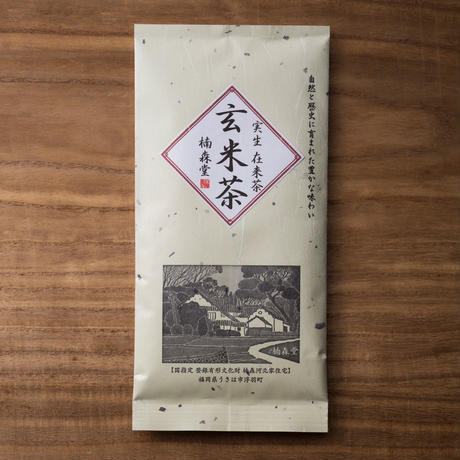 自然と歴史に育まれた豊かな味わい
実生 在来茶
玄米茶
楠森堂
楠森堂
【国指定 登録有形文化財 楠森河北家住宅】
福岡県うきは市浮羽町